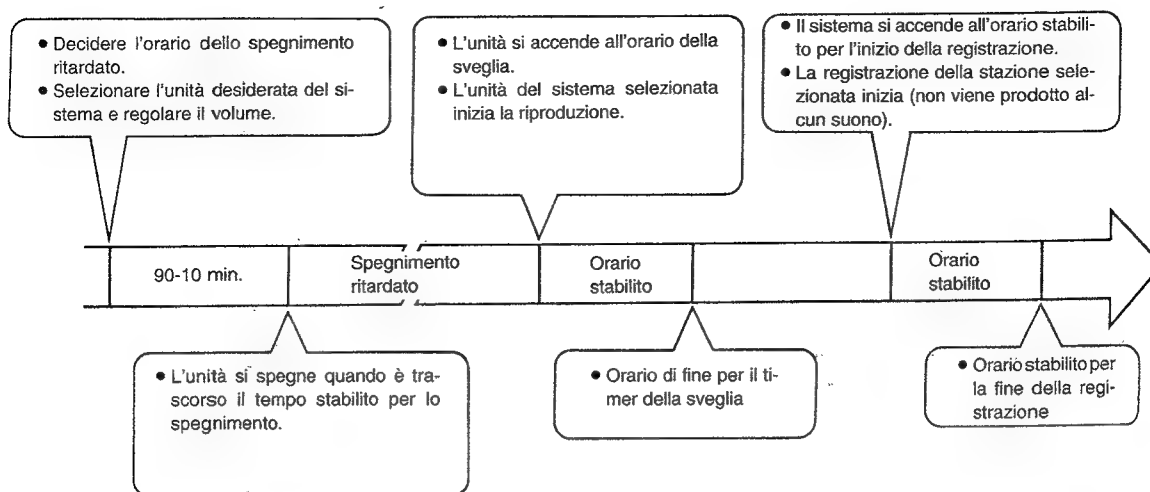 ● Decidere l'orario dello spegnimento
ritardato.
● Selezionare l'unità desiderata del si-
stema e regolare il volume.
● L'unità si accende all'orario della
sveglia.
● L'unità del sistema selezionata
inizia la riproduzione.
● Il sistema si accende all'orario stabili-
to per l'inizio della registrazione.
● La registrazione della stazione sele-
zionata inizia (non viene prodotto al-
cun suono).
90-10 min.
Spegnimento
ritardato
Orario
stabilito
Orario
stabilito
● L'unità si spegne quando è tra-
scorso il tempo stabilito per lo
spegnimento.
● Orario di fine per il ti-
mer della sveglia
● Orario stabilito per
la fine della regi-
strazione